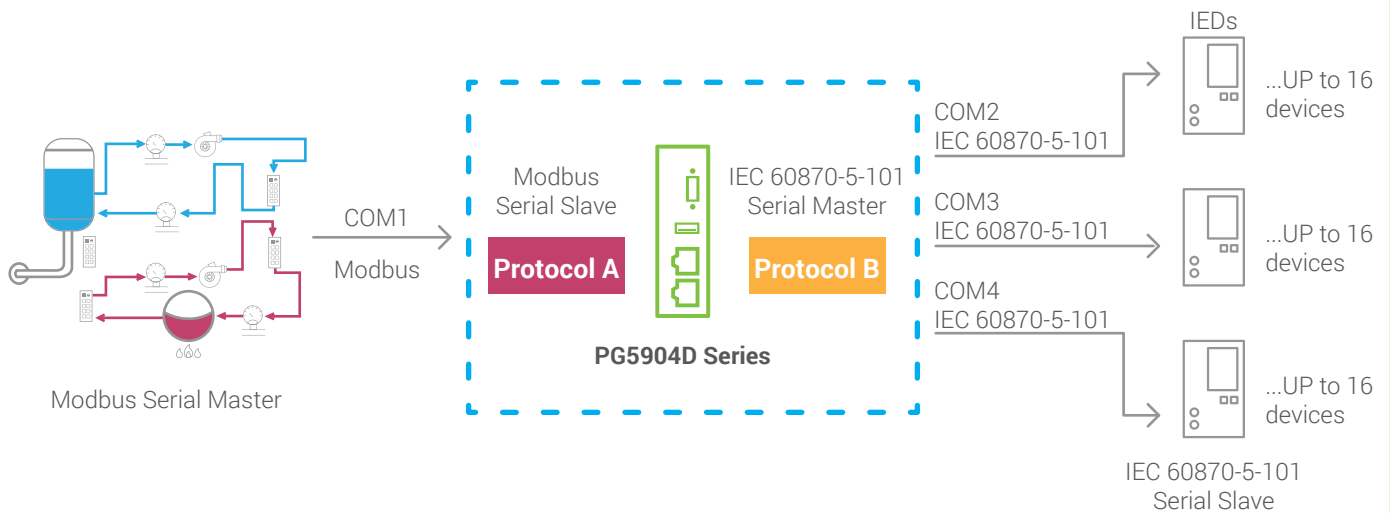 Modbus Serial Master
COM1
Modbus
Modbus
Serial Slave
Protocol A
IEC 60870-5-101
Serial Master
Protocol B
PG5904D Series
COM2
IEC 60870-5-101
COM3
IEC 60870-5-101
COM4
IEC 60870-5-101
IEDs
...UP to 16
devices
...UP to 16
devices
...UP to 16
devices
IEC 60870-5-101
Serial Slave